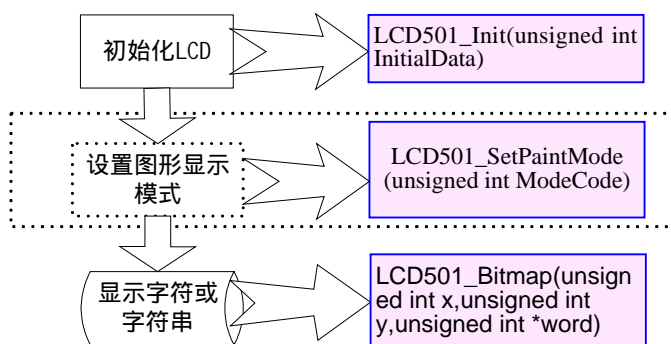 初始化LCD
LCD501_Init(unsigned int
InitialData)
设置图形显示
模式
LCD501_SetPaintMode
(unsigned int ModeCode)
显示字符或
字符串
LCD501_Bitmap(unsign
ed int x,unsigned int
y,unsigned int *word)